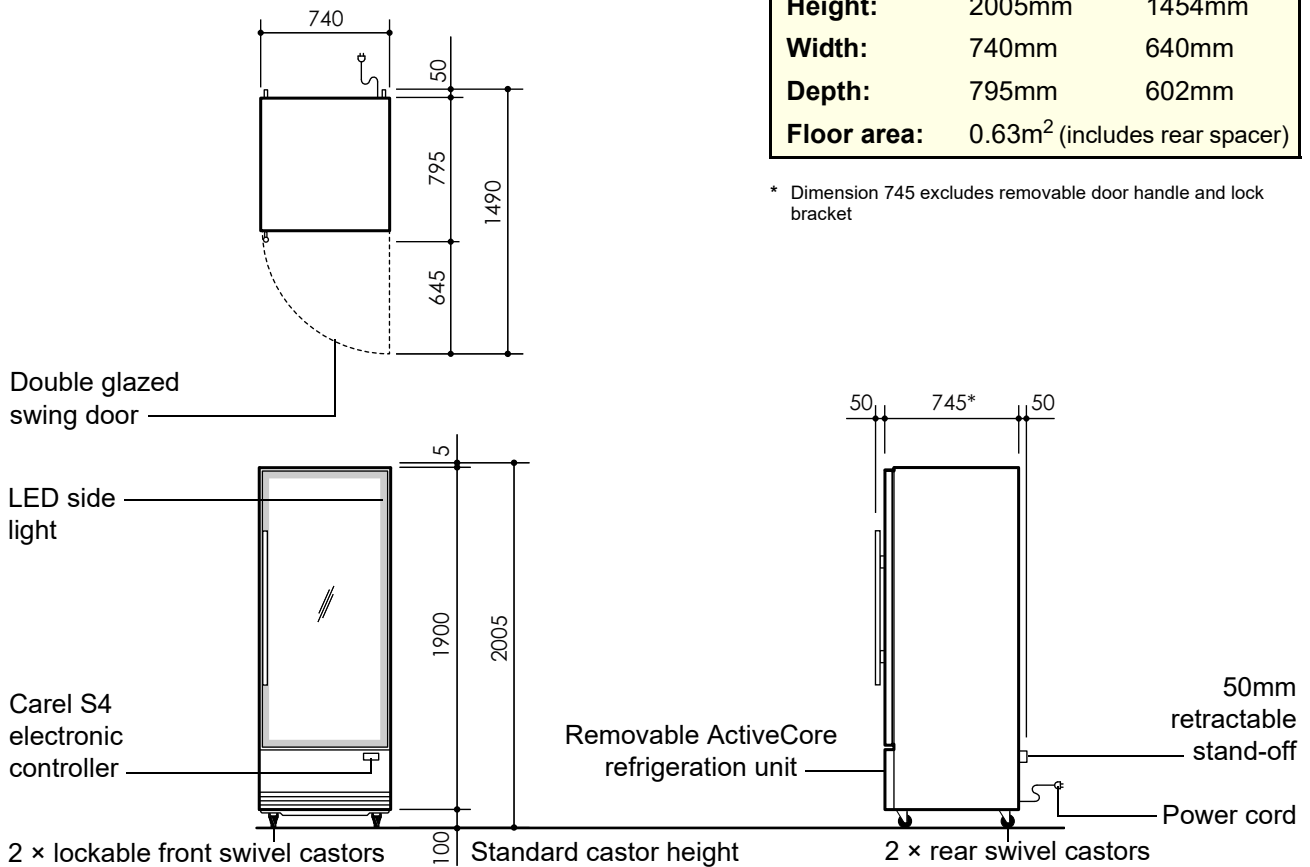 Height: 2005mm 1454mm
Width: 740mm 640mm
Depth: 795mm 602mm
Floor area: 0.63m2 (includes rear spacer)
* Dimension 745 excludes removable door handle and lock
bracket
740
50
795
1490
645
Double glazed
swing door
50 745* 50
5
LED side
light
1900
2005
Carel S4
electronic
controller
Removable ActiveCore
refrigeration unit
50mm
retractable
stand-off
Power cord
2 × lockable front swivel castors
100
Standard castor height
2 × rear swivel castors